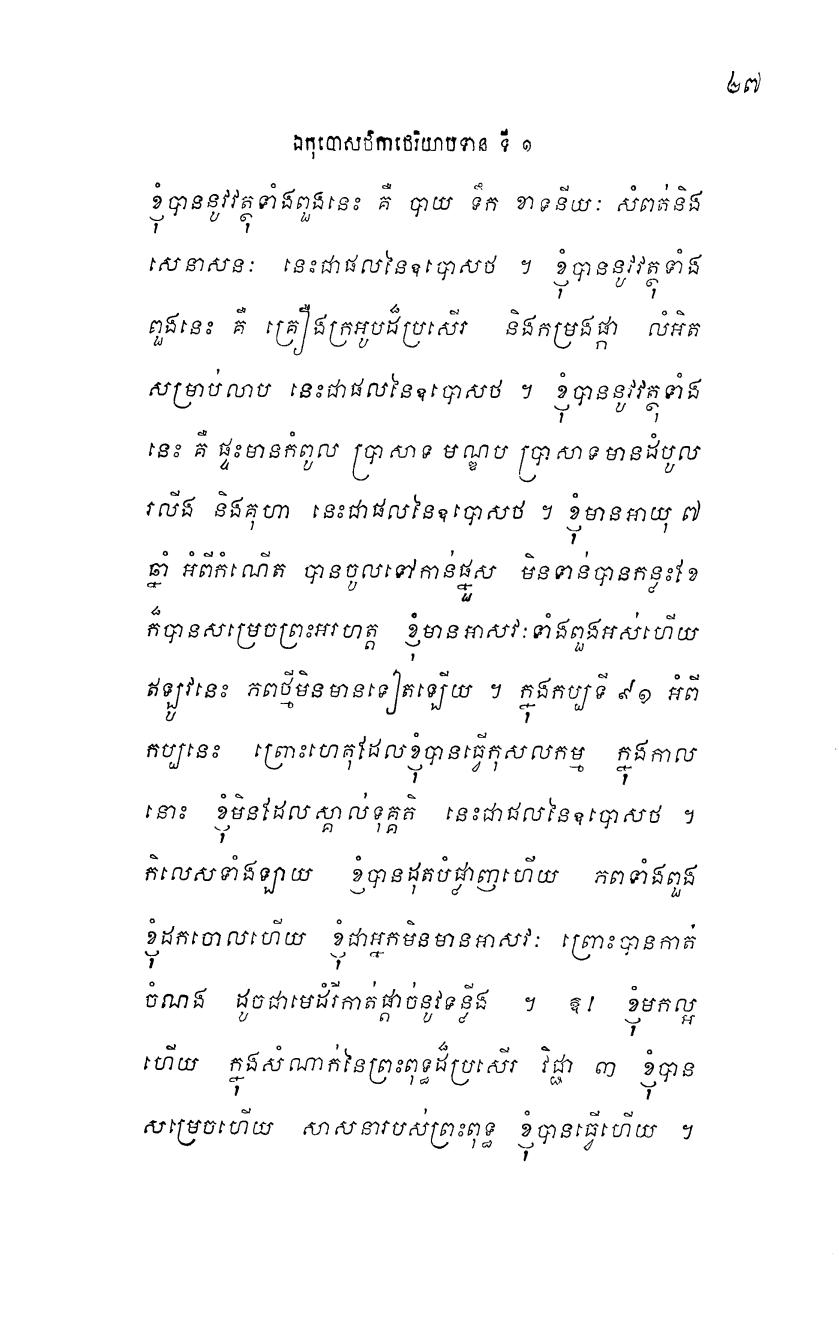 ២៧
ឯកុបោសថិកាថេរិយាបទាន ទី ១
ខ្ញុំបាននូវវត្ថុទាំងពួងនេះ គឺ បាយ ទឹក ខាទនីយៈ សំពត់និង
សេនាសនៈ នេះជាផលនៃឧបោសថ ។ ខ្ញុំបាននូវវត្ថុទាំង
ពួងនេះ គឺ គ្រឿងក្រអូបដ៏ប្រសើរ និងកម្រងផ្កា លំអិត
សម្រាប់លាប នេះជាផលនៃឧបោសថ ។ ខ្ញុំបាននូវវត្ថុទាំង
នេះ គឺ ផ្ទះមានកំពូល ប្រាសាទ មណ្ឌប ប្រាសាទមានដំបូល
រលីង និងគុហា នេះជាផលនៃឧបោសថ ។ ខ្ញុំមានអាយុ ៧
ឆ្នាំ អំពីកំណើត បានចូលទៅកាន់ផ្នួស មិនទាន់បានកន្លះខែ
ក៏បានសម្រេចព្រះអរហត្ត ខ្ញុំមានអាសវៈទាំងពួងអស់ហើយ
ឥឡូវនេះ ភពថ្មីមិនមានទៀតឡើយ ។ ក្នុងកប្បទី ៩១ អំពី
កប្បនេះ ព្រោះហេតុដែលខ្ញុំបានធ្វើកុសលកម្ម ក្នុងកាល
នោះ ខ្ញុំមិនដែលស្គាល់ទុគ្គតិ នេះជាផលនៃឧបោសថ ។
កិលេសទាំងឡាយ ខ្ញុំបានដុតបំផ្លាញហើយ ភពទាំងពួង
ខ្ញុំដកចោលហើយ ខ្ញុំជាអ្នកមិនមានអាសវៈ ព្រោះបានកាត់
ចំណង ដូចជាមេដំរីកាត់ផ្តាច់នូវទន្លីង ។ ឱ! ខ្ញុំមកល្អ
ហើយ ក្នុងសំណាក់នៃព្រះពុទ្ធដ៏ប្រសើរ វិជ្ជា ៣ ខ្ញុំបាន
សម្រេចហើយ សាសនារបស់ព្រះពុទ្ធ ខ្ញុំបានធ្វើហើយ ។